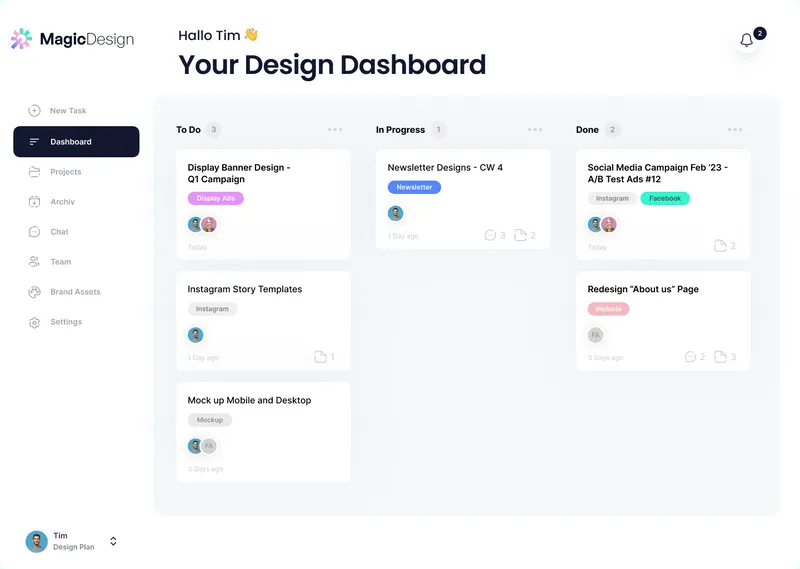 MagicDesign
Hallo Tim 👋
Your Design Dashboard
2
New Task
Dashboard
Projects
Archiv
Chat
Team
Brand Assets
Settings
Tim
Design Plan
To Do 3
Display Banner Design -
Q1 Campaign
Display Ads
Today
Instagram Story Templates
Instagram
1 Day ago 1
Mock up Mobile and Desktop
Mockup
FA
3 Days ago
In Progress 1
Newsletter Designs - CW 4
Newsletter
1 Day ago 3 2
Done 2
Social Media Campaign Feb ‘23 -
A/B Test Ads #12
Instagram Facebook
Today 2
Redesign “About us” Page
Website
FA
3 Days ago 2 3